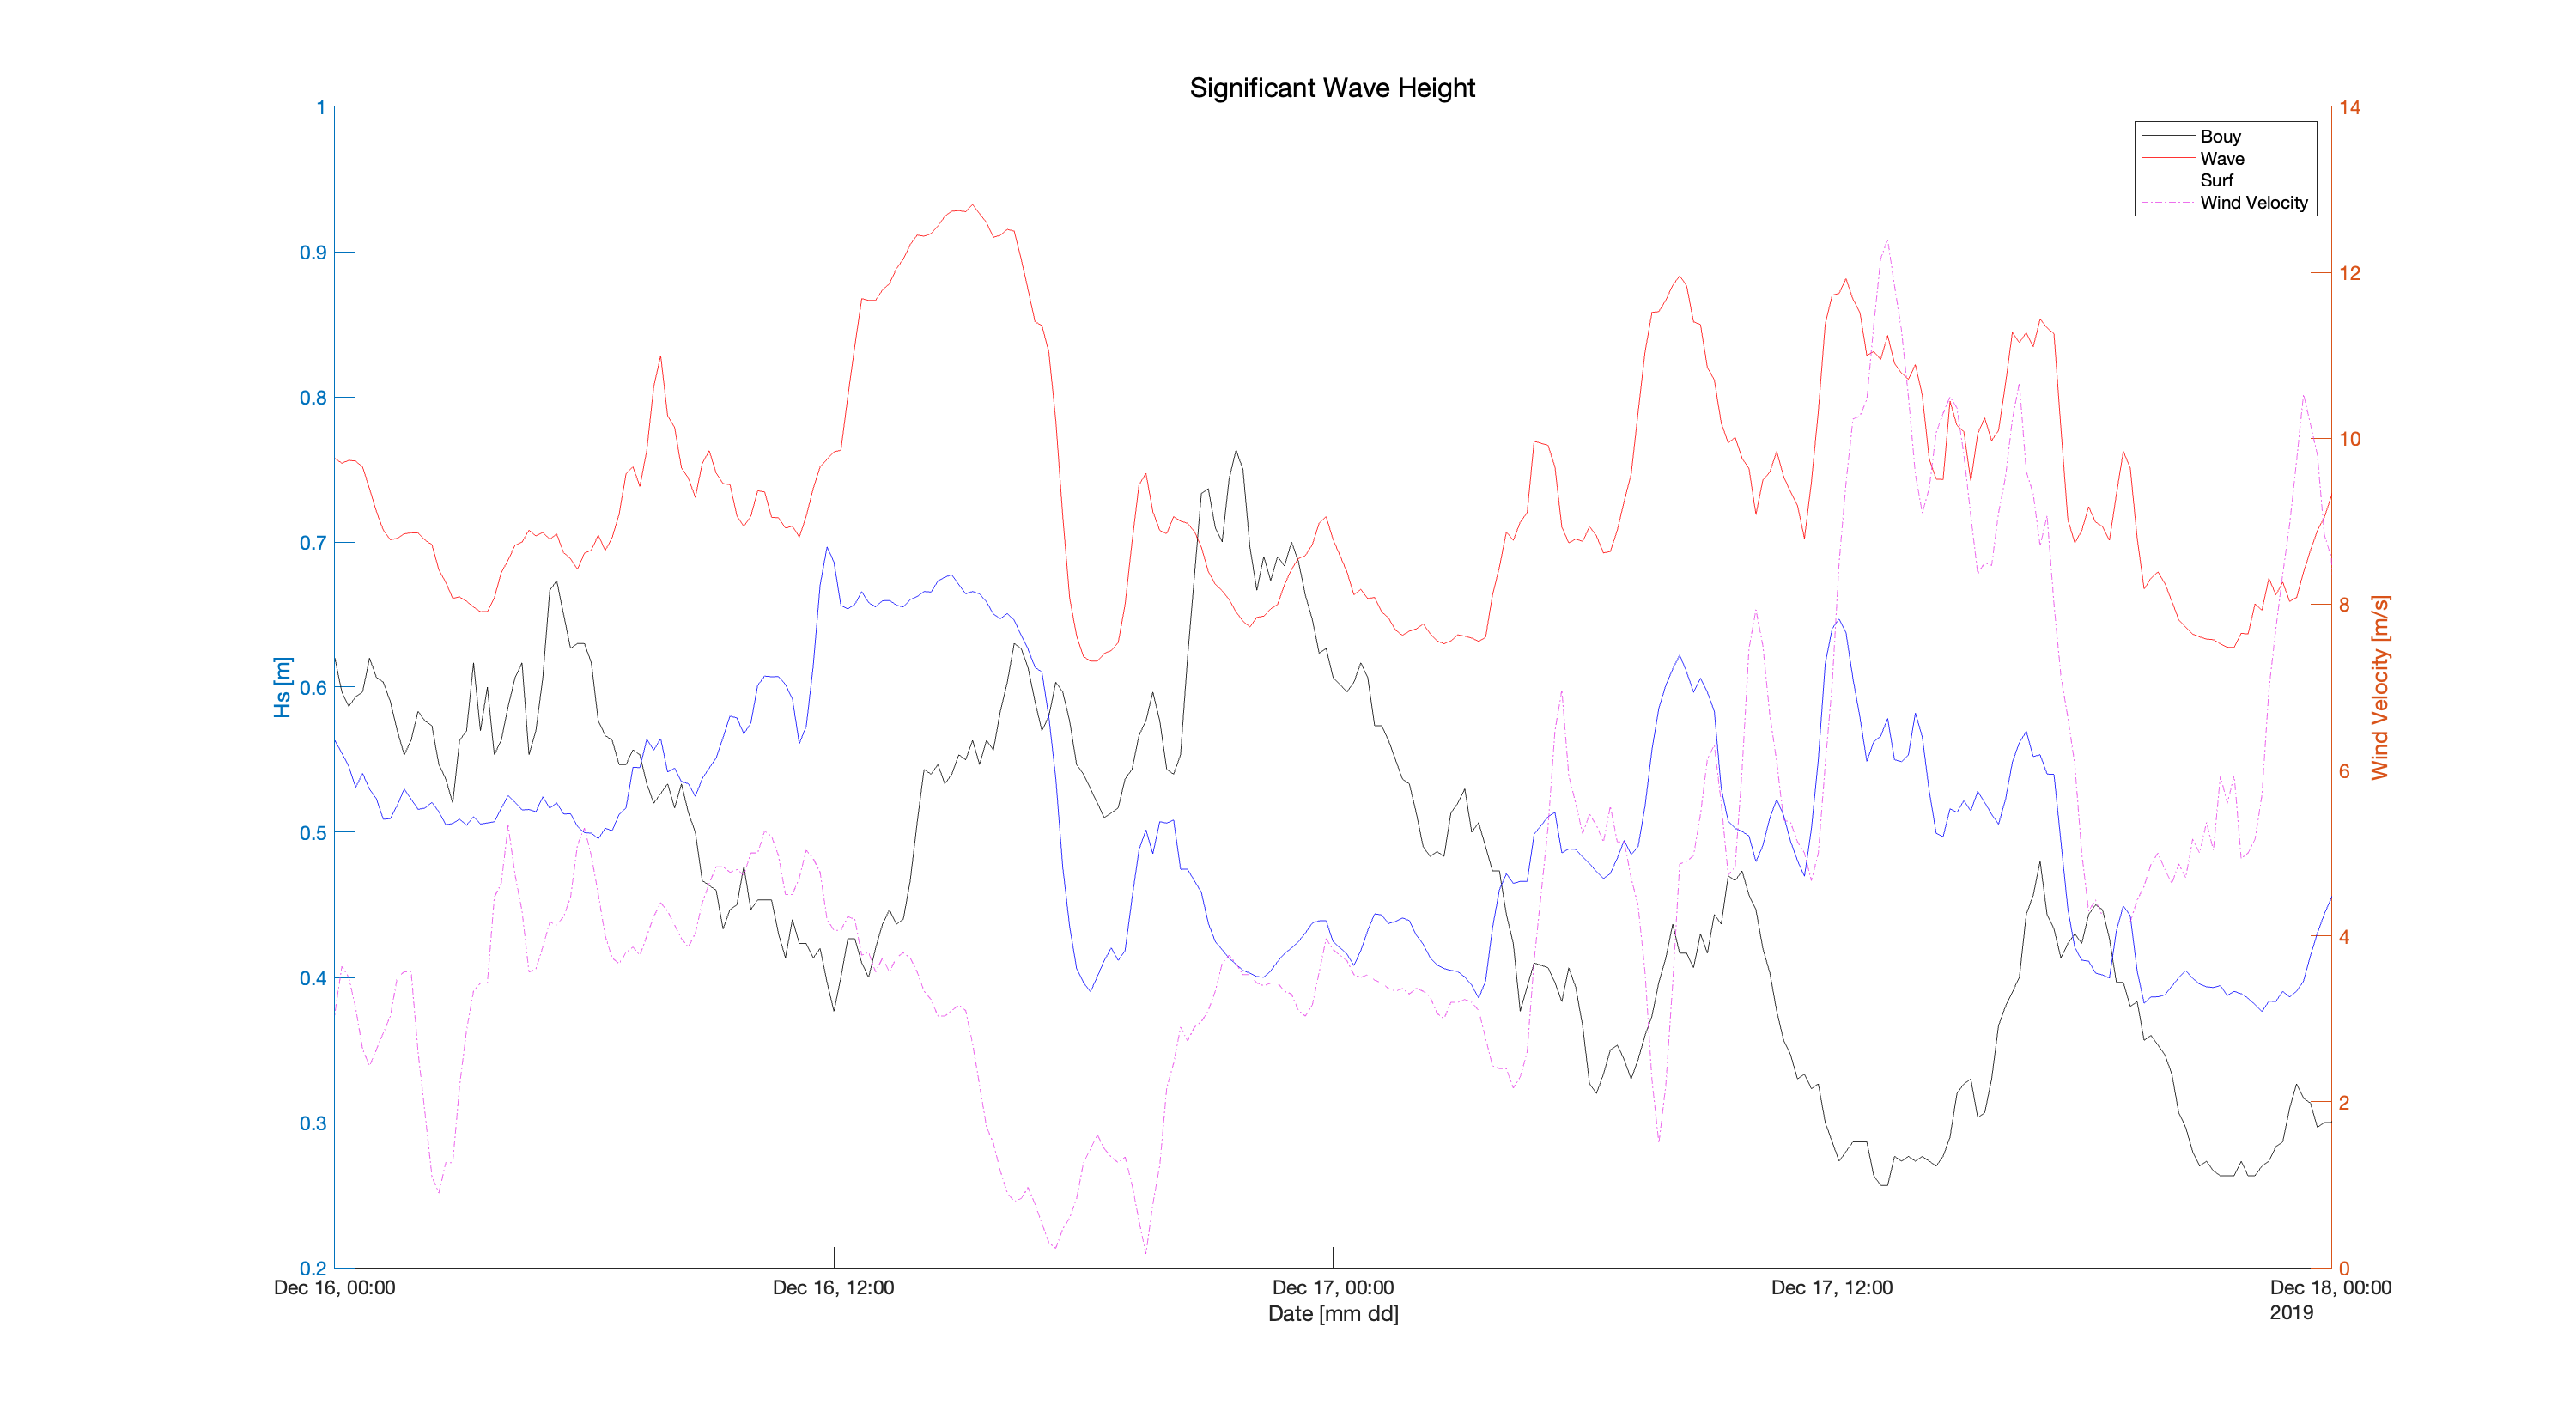 Significant Wave Height
1
0.9
0.8
0.7
0.6
0.5
0.4
0.3
0.2
Hs [m]
14
12
10
8
6
4
2
0
Wind Velocity [m/s]
Bouy
Wave
Surf
Wind Velocity
Dec 16, 00:00
Dec 16, 12:00
Dec 17, 00:00
Dec 17, 12:00
Dec 18, 00:00
2019
Date [mm dd]